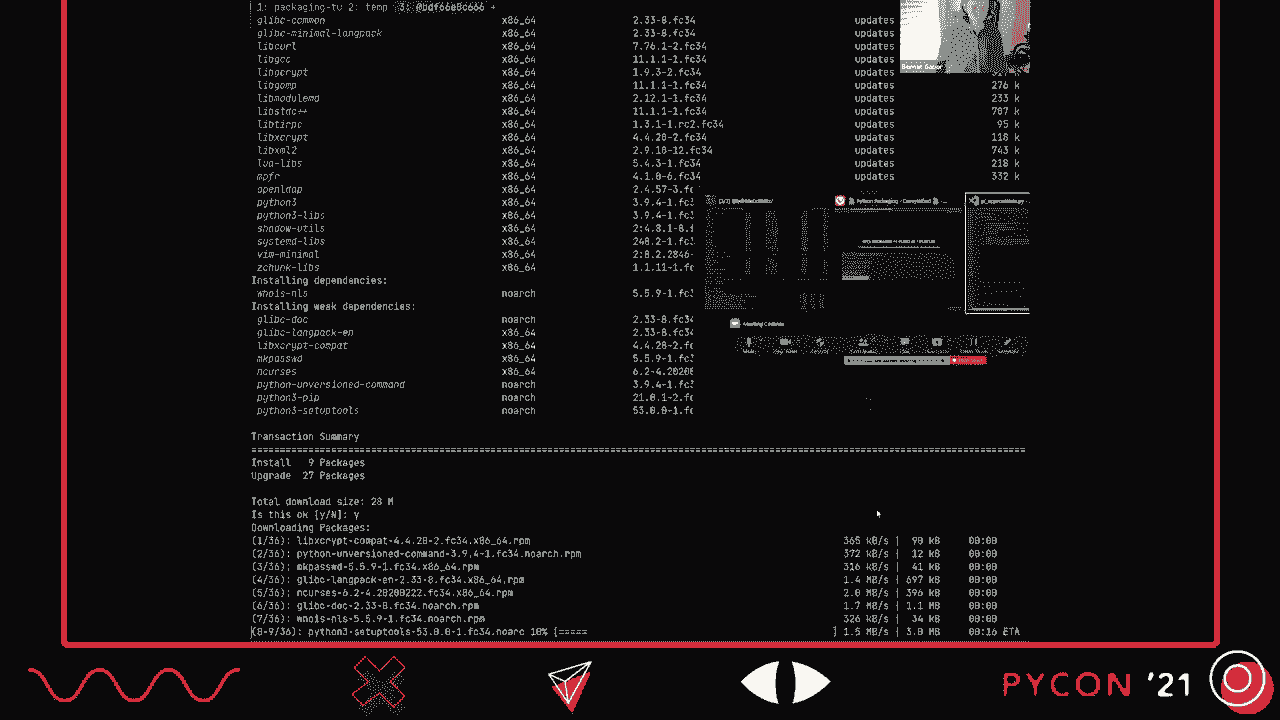 1: packaging-tu 2: temp 3: @bdf66e8c666 +
glibc-common x86_64 2.33-8.fc34 updates
glibc-minimal-langpack x86_64 2.33-8.fc34 updates
libcurl x86_64 7.76.1-2.fc34 updates
libgcc x86_64 11.1.1-1.fc34 updates
libgcrypt x86_64 1.9.3-2.fc34 updates
libgomp x86_64 11.1.1-1.fc34 updates 276 k
libmodulemd x86_64 2.12.1-1.fc34 updates 233 k
libstdc++ x86_64 11.1.1-1.fc34 updates 707 k
libtirpc x86_64 1.3.1-1.rc2.fc34 updates 95 k
libxcrypt x86_64 4.4.20-2.fc34 updates 118 k
libxml2 x86_64 2.9.10-12.fc34 updates 743 k
lua-libs x86_64 5.4.3-1.fc34 updates 218 k
mpfr x86_64 4.1.0-6.fc34 updates 332 k
openldap x86_64 2.4.57-3.fc
python3 x86_64 3.9.4-1.fc3
python3-libs x86_64 3.9.4-1.fc3
shadow-utils x86_64 2:4.8.1-8.f
systemd-libs x86_64 248.2-1.fc3
vim-minimal x86_64 2:8.2.2846-
zchunk-libs x86_64 1.1.11-1.fc
Installing dependencies:
whois-nls noarch 5.5.9-1.fc3
Installing weak dependencies:
glibc-doc noarch 2.33-8.fc34
glibc-langpack-en x86_64 2.33-8.fc34
libxcrypt-compat x86_64 4.4.20-2.fc
mkpasswd x86_64 5.5.9-1.fc3
ncurses x86_64 6.2-4.20200
python-unversioned-command noarch 3.9.4-1.fc3
python3-pip noarch 21.0.1-2.fc
python3-setuptools noarch 53.0.0-1.fc
Transaction Summary
Install 9 Packages
Upgrade 27 Packages
Total download size: 28 M
Is this ok [y/N]: y
Downloading Packages:
(1/36): libxcrypt-compat-4.4.20-2.fc34.x86_64.rpm 365 kB/s | 90 kB 00:00
(2/36): python-unversioned-command-3.9.4-1.fc34.noarch.rpm 372 kB/s | 12 kB 00:00
(3/36): mkpasswd-5.5.9-1.fc34.x86_64.rpm 316 kB/s | 41 kB 00:00
(4/36): glibc-langpack-en-2.33-8.fc34.x86_64.rpm 1.4 MB/s | 697 kB 00:00
(5/36): ncurses-6.2-4.20200222.fc34.x86_64.rpm 2.0 MB/s | 396 kB 00:00
(6/36): glibc-doc-2.33-8.fc34.noarch.rpm 1.7 MB/s | 1.1 MB 00:00
(7/36): whois-nls-5.5.9-1.fc34.noarch.rpm 326 kB/s | 34 kB 00:00
(8-9/36): python3-setuptools-53.0.0-1.fc34.noarc 10% [===== ] 1.5 MB/s | 3.0 MB 00:16 ETA
PYCON '21